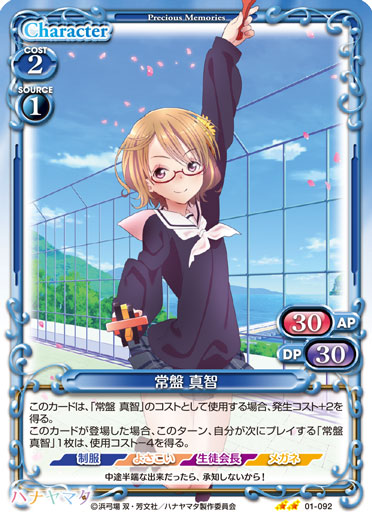 Precious Memories
Character
COST
2
SOURCE
1
30 AP
DP 30
常盤 真智
このカードは、「常盤 真智」のコストとして使用する場合、発生コスト+2を
得る。
このカードが登場した場合、このターン、自分が次にプレイする「常盤
真智」1枚は、使用コスト-4を得る。
制服 よさこい 生徒会長 メガネ
中途半端な出来だったら、承知しないから!
ハナヤマタ
©浜弓場 双・芳文社/ハナヤマタ製作委員会
01-092